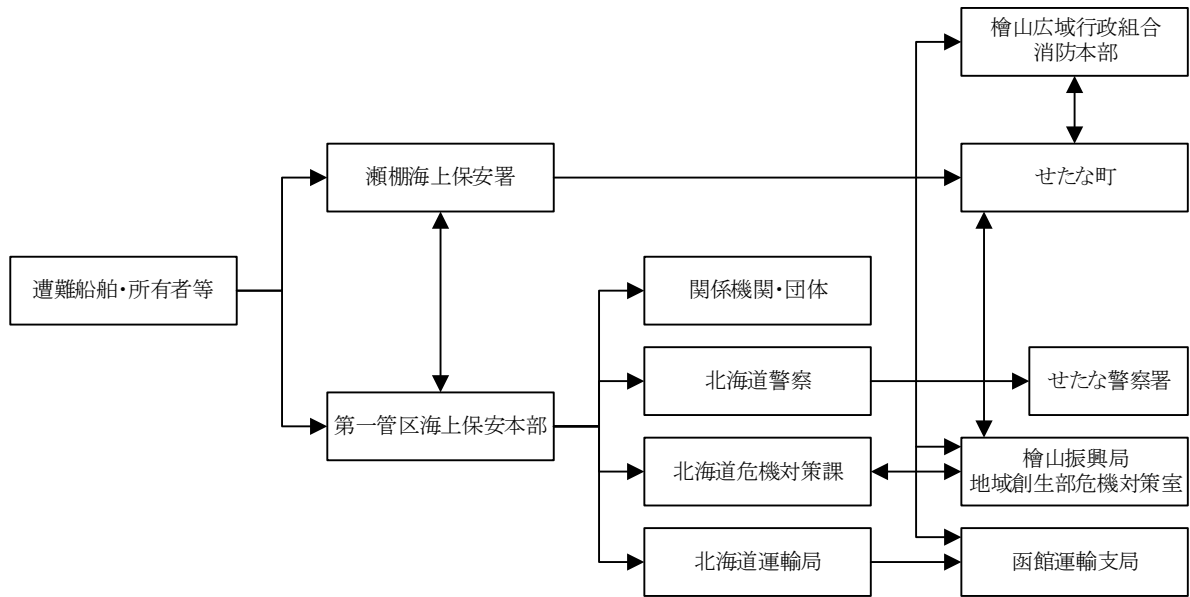 檜山広域行政組合
消防本部
瀬棚海上保安署
せたな町
遭難船舶・所有者等
関係機関・団体
北海道警察
せたな警察署
第一管区海上保安本部
北海道危機対策課
檜山振興局
地域創生部危機対策室
北海道運輸局
函館運輸支局